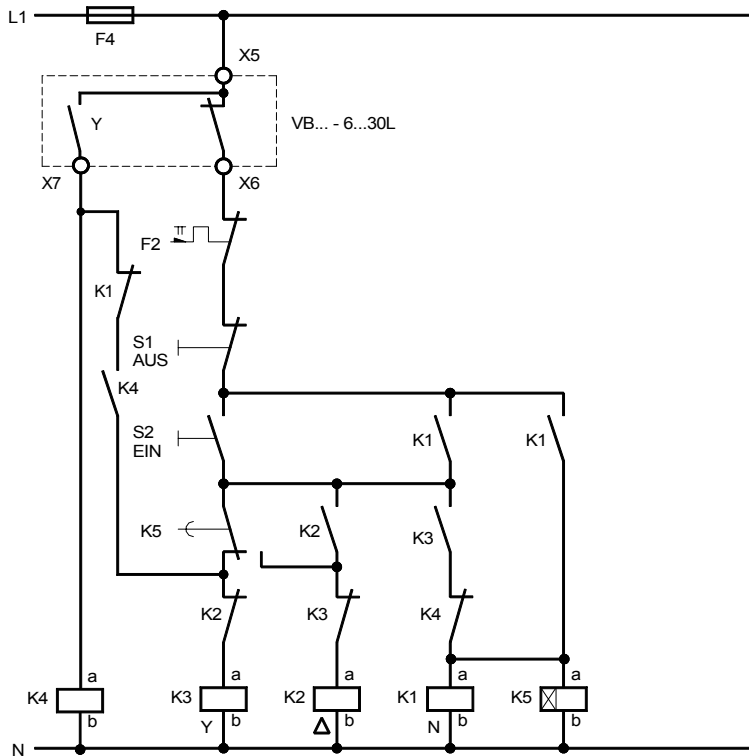 L1
F4
X5
Y
VB... - 6...30L
X7
X6
F2
K1
S1
AUS
K4
S2
EIN
K1
K1
K5
K2
K3
K2
K3
K4
a
a
a
a
a
K4
K3
K2
K1
K5
b
Y
b
Δ
b
N
b
b
N